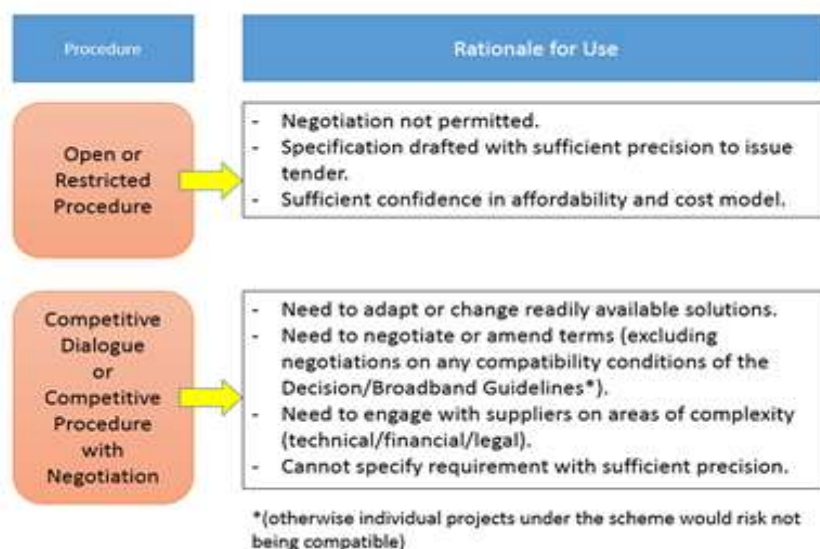 Procedure
Rationale for Use
Open or
Restricted
Procedure
- Negotiation not permitted.
- Specification drafted with sufficient precision to issue
tender.
- Sufficient confidence in affordability and cost model.
Competitive
Dialogue
or
Competitive
Procedure
with
Negotiation
- Need to adapt or change readily available solutions.
- Need to negotiate or amend terms (excluding
negotiations on any compatibility conditions of the
Decision/Broadband Guidelines*).
- Need to engage with suppliers on areas of complexity
(technical/financial/legal).
- Cannot specify requirement with sufficient precision.
*(otherwise individual projects under the scheme would risk not
being compatible)